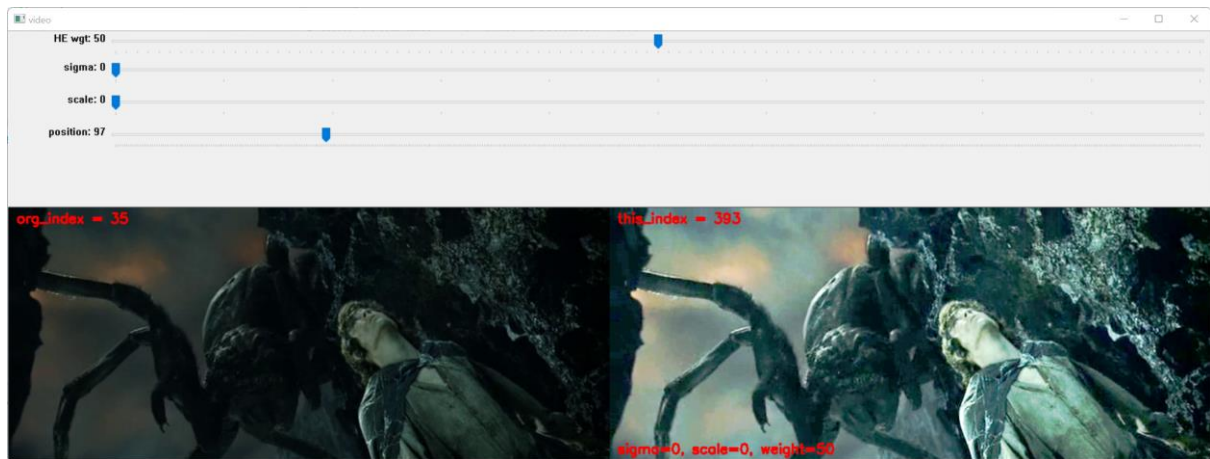 video
HE wgt: 50
sigma: 0
scale: 0
position: 97
org_index = 35
this_index = 393
sigma=0, scale=0, weight=50